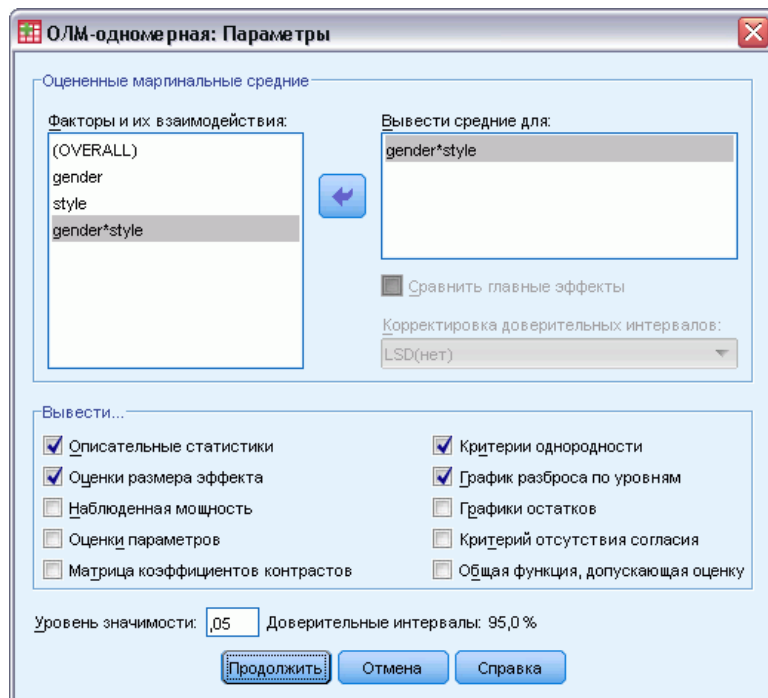 ОЛМ-одномерная: Параметры
Оцененные маргинальные средние
Факторы и их взаимодействия:
(OVERALL)
gender
style
gender*style
Вывести средние для:
gender*style
Сравнить главные эффекты
Корректировка доверительных интервалов:
LSD(нет)
Вывести...
Описательные статистики
Оценки размера эффекта
Наблюденная мощность
Оценки параметров
Матрица коэффициентов контрастов
Критерии однородности
График разброса по уровням
Графики остатков
Критерий отсутствия согласия
Общая функция, допускающая оценку
Уровень значимости: ,05 Доверительные интервалы: 95,0 %
Продолжить Отмена Справка